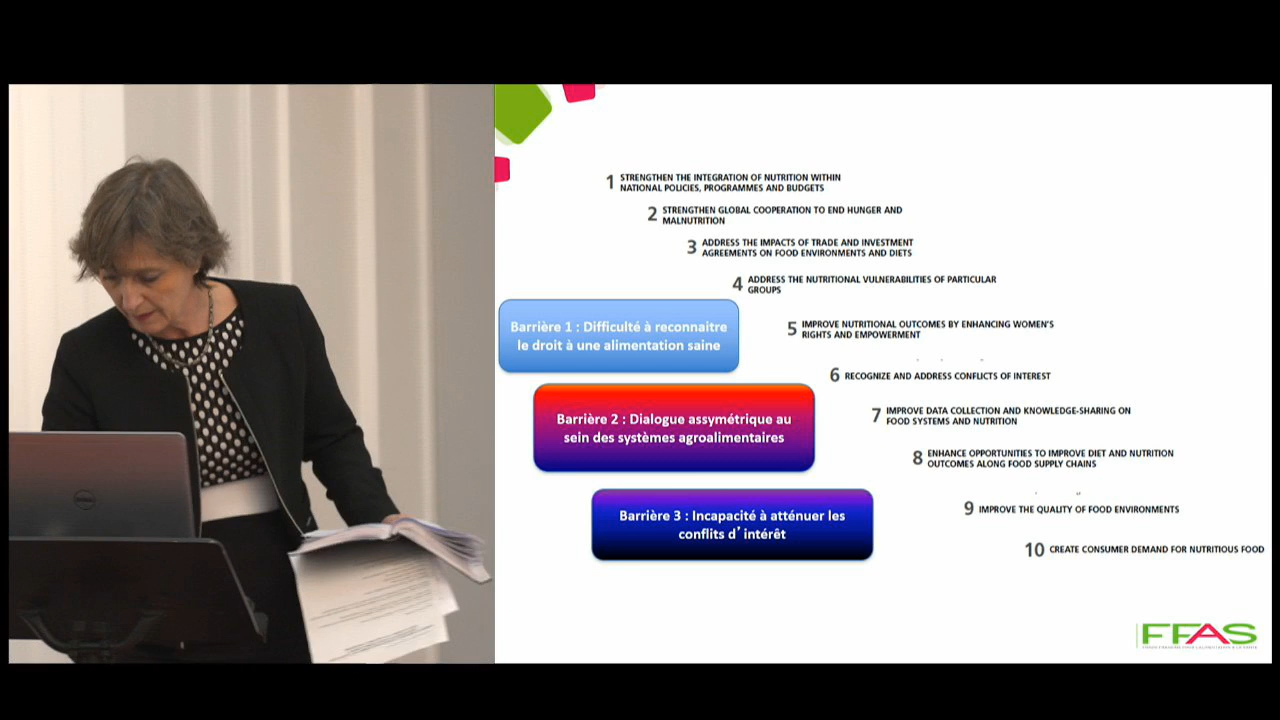 1 STRENGTHEN THE INTEGRATION OF NUTRITION WITHIN
NATIONAL POLICIES, PROGRAMMES AND BUDGETS
2 STRENGTHEN GLOBAL COOPERATION TO END HUNGER AND
MALNUTRITION
3 ADDRESS THE IMPACTS OF TRADE AND INVESTMENT
AGREEMENTS ON FOOD ENVIRONMENTS AND DIETS
4 ADDRESS THE NUTRITIONAL VULNERABILITIES OF PARTICULAR
GROUPS
Barrière 1 : Difficulté à reconnaitre
le droit à une alimentation saine
5 IMPROVE NUTRITIONAL OUTCOMES BY ENHANCING WOMEN'S
RIGHTS AND EMPOWERMENT
6 RECOGNIZE AND ADDRESS CONFLICTS OF INTEREST
Barrière 2 : Dialogue assymétrique au
sein des systèmes agroalimentaires
7 IMPROVE DATA COLLECTION AND KNOWLEDGE-SHARING ON
FOOD SYSTEMS AND NUTRITION
8 ENHANCE OPPORTUNITIES TO IMPROVE DIET AND NUTRITION
OUTCOMES ALONG FOOD SUPPLY CHAINS
Barrière 3 : Incapacité à atténuer les
conflits d' intérêt
9 IMPROVE THE QUALITY OF FOOD ENVIRONMENTS
10 CREATE CONSUMER DEMAND FOR NUTRITIOUS FOOD
FFAS